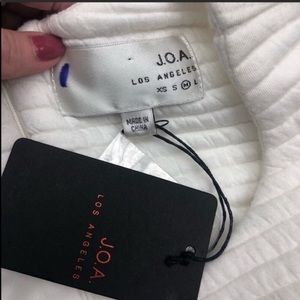 J.O.A.
LOS ANGELES
XS S M L
MADE IN
CHINA
J.O.A.
LOS ANGELES